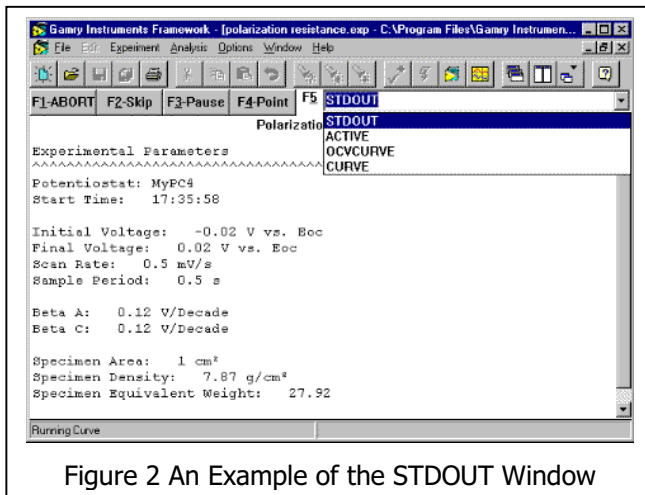 Gamry Instruments Framework - [polarization resistance.exp - C:\Program Files\Gamry Instrumen...
File Edit Experiment Analysis Options Window Help
F1-ABORT F2-Skip F3-Pause F4-Point F5 STDOUT
STDOUT
ACTIVE
OCVCURVE
CURVE
Polarizatio
Experimental Parameters
^^^^^^^^^^^^^^^^^^^^^^^^^^^^^^^^^^^^
Potentiostat: MyPC4
Start Time: 17:35:58
Initial Voltage: -0.02 V vs. Eoc
Final Voltage: 0.02 V vs. Eoc
Scan Rate: 0.5 mV/s
Sample Period: 0.5 s
Beta A: 0.12 V/Decade
Beta C: 0.12 V/Decade
Specimen Area: 1 cm²
Specimen Density: 7.87 g/cm²
Specimen Equivalent Weight: 27.92
Running Curve
Figure 2 An Example of the STDOUT Window